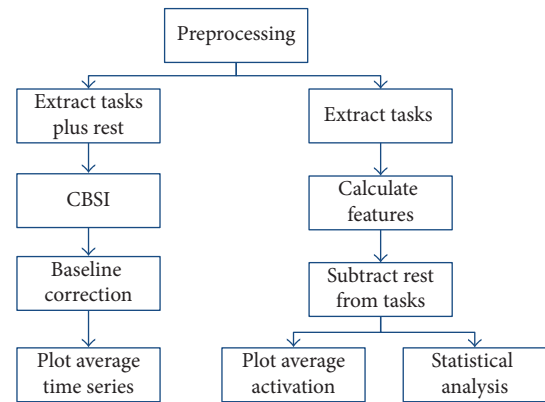 Preprocessing
Extract tasks
plus rest
Extract tasks
CBSI
Calculate
features
Baseline
correction
Subtract rest
from tasks
Plot average
time series
Plot average
activation
Statistical
analysis